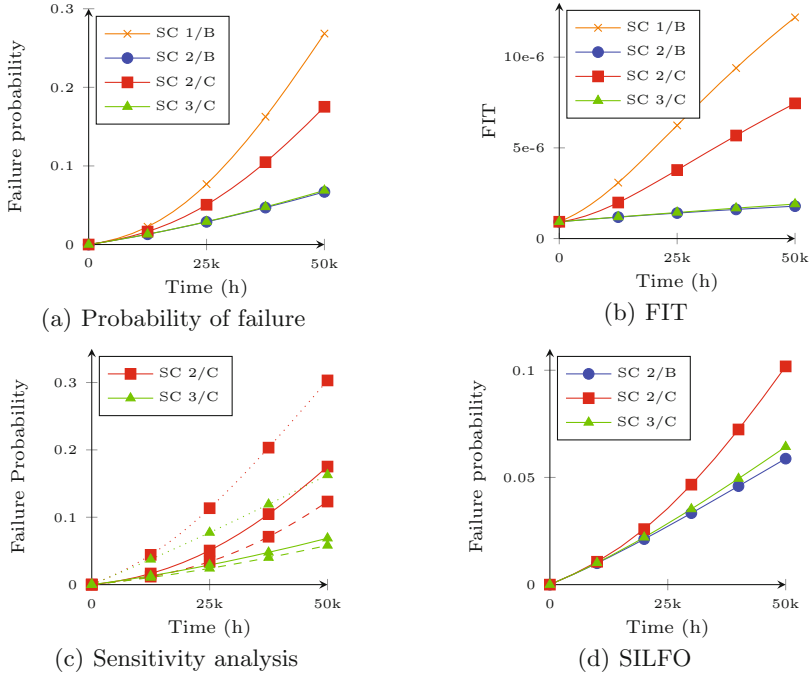 0.3
0.2
0.1
0
Failure probability
SC 1/B
SC 2/B
SC 2/C
SC 3/C
0
25k
50k
Time (h)
(a) Probability of failure
10e-6
5e-6
0
FIT
SC 1/B
SC 2/B
SC 2/C
SC 3/C
0
25k
50k
Time (h)
(b) FIT
0.3
0.2
0.1
0
Failure Probability
SC 2/C
SC 3/C
0
25k
50k
Time (h)
(c) Sensitivity analysis
0.1
0.05
0
Failure probability
SC 2/B
SC 2/C
SC 3/C
0
25k
50k
Time (h)
(d) SILFO